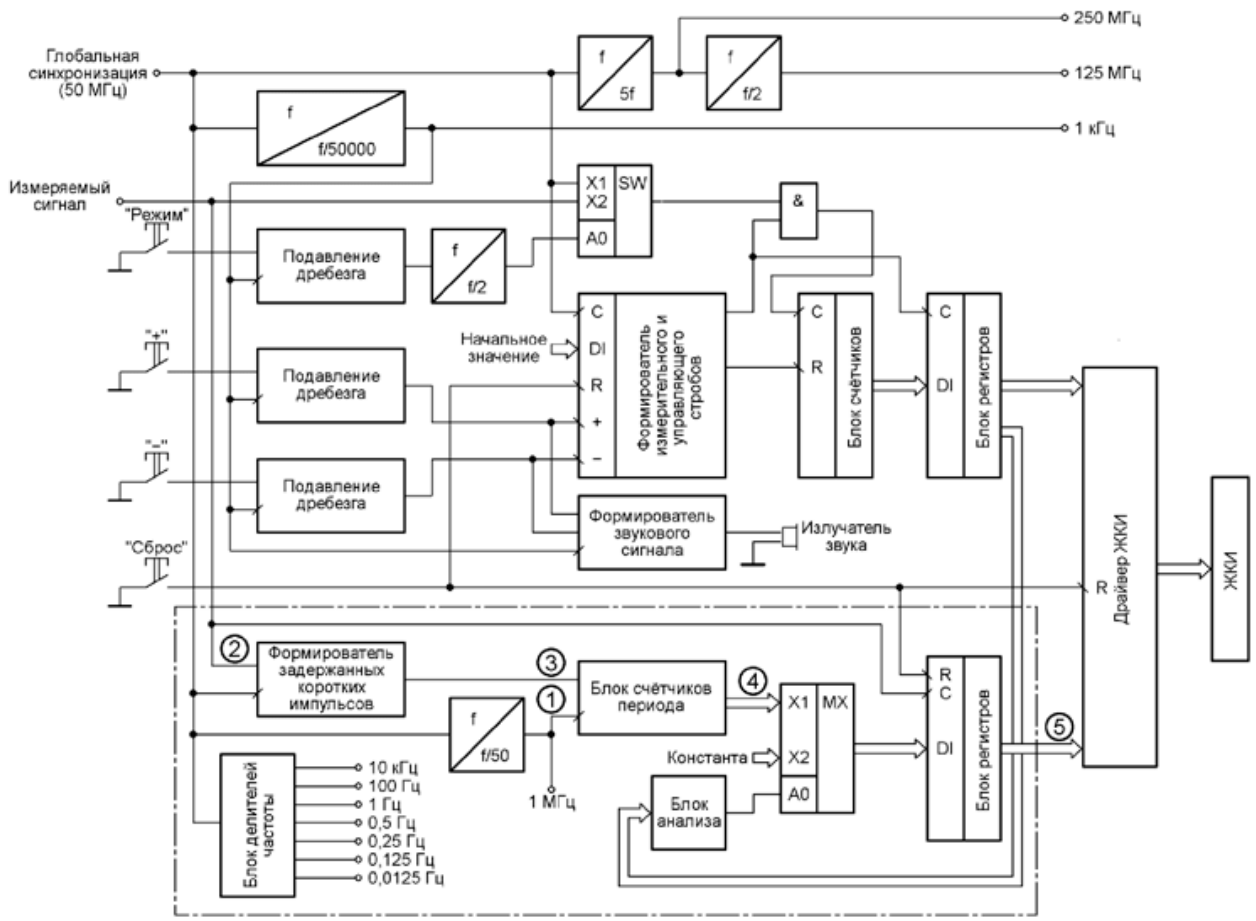 250 МГц
Глобальная
синхронизация
(50 МГц)
f
5f
f
f/2
125 МГц
f
f/50000
1 кГц
Измеряемый
сигнал
X1
X2
A0
SW
&
"Режим"
Подавление
дребезга
f
f/2
Начальное
значение
C
DI
R
+
–
Формирователь
измерительного и
управляющего
стробов
C
R
Блок счётчиков
C
DI
Блок регистров
"+"
Подавление
дребезга
"–"
Подавление
дребезга
Формирователь
звукового
сигнала
Излучатель
звука
"Сброс"
R
Драйвер ЖКИ
ЖКИ
2
Формирователь
задержанных
коротких
импульсов
3
1
Блок счётчиков
периода
4
f
f/50
1 МГц
X1
X2
A0
MX
Константа
R
C
DI
Блок регистров
5
Блок
анализа
Блок делителей
частоты
10 кГц
100 Гц
1 Гц
0,5 Гц
0,25 Гц
0,125 Гц
0,0125 Гц